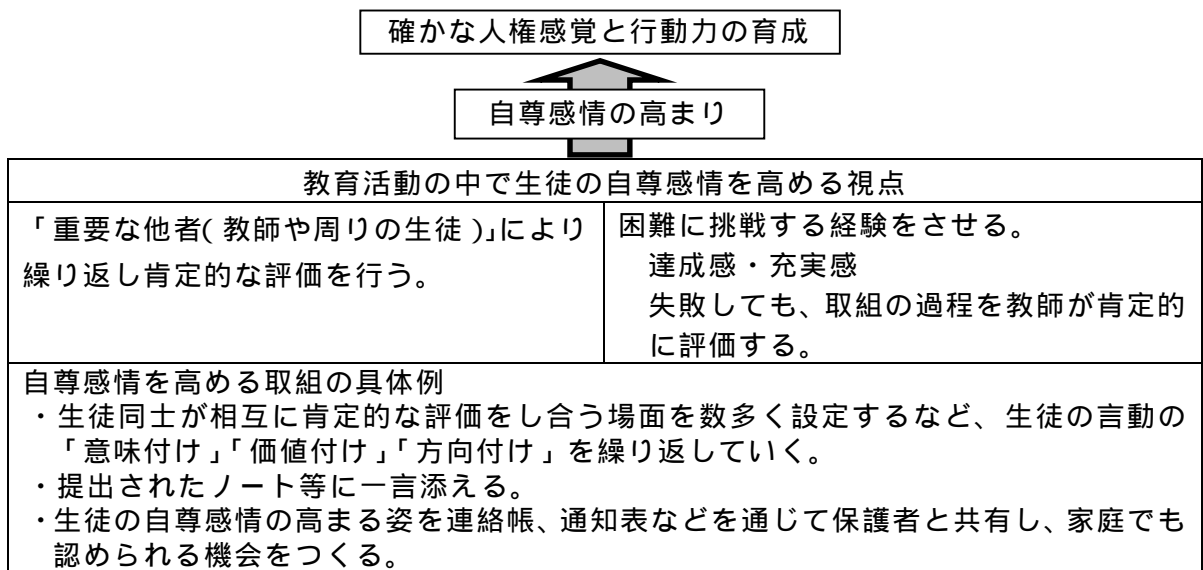 確かな人権感覚と行動力の育成
自尊感情の高まり
教育活動の中で生徒の自尊感情を高める視点
「重要な他者(教師や周りの生徒)」により
繰り返し肯定的な評価を行う。
困難に挑戦する経験をさせる。
達成感・充実感
失敗しても、取組の過程を教師が肯定的
に評価する。
自尊感情を高める取組の具体例
・生徒同士が相互に肯定的な評価をし合う場面を数多く設定するなど、生徒の言動の
「意味付け」「価値付け」「方向付け」を繰り返していく。
・提出されたノート等に一言添える。
・生徒の自尊感情の高まる姿を連絡帳、通知表などを通じて保護者と共有し、家庭でも
認められる機会をつくる。